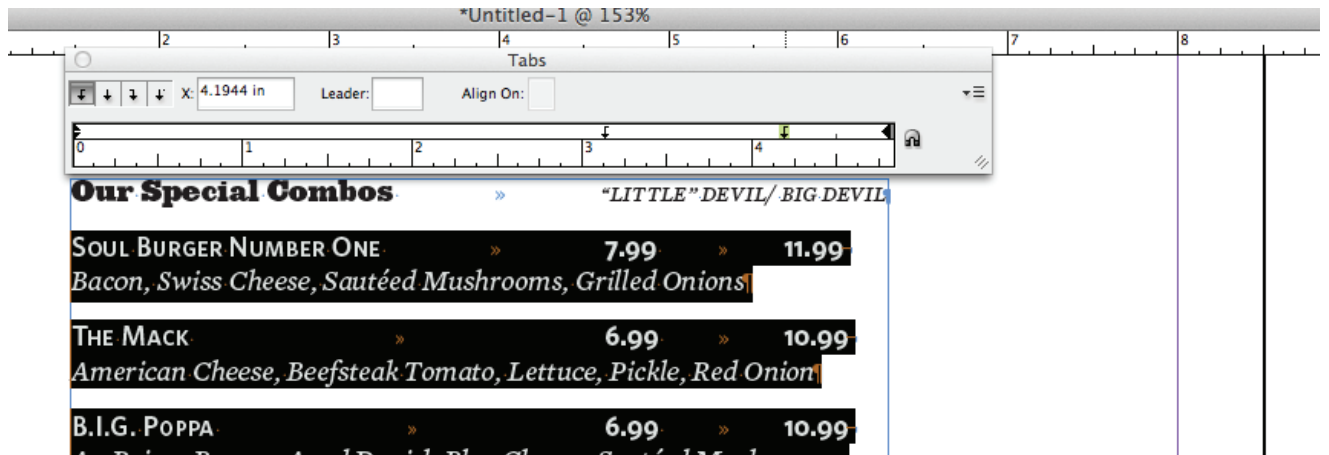 *Untitled-1 @ 153%
2 3 4 5 6 7 8
Tabs
X: 4.1944 in Leader: Align On:
0 1 2 3 4
Our Special Combos » “LITTLE” DEVIL/ BIG DEVIL¶
Soul Burger Number One » 7.99 » 11.99¬
Bacon, Swiss Cheese, Sautéed Mushrooms, Grilled Onions¶
The Mack » 6.99 » 10.99¬
American Cheese, Beefsteak Tomato, Lettuce, Pickle, Red Onion¶
B.I.G. Poppa » 6.99 » 10.99¬